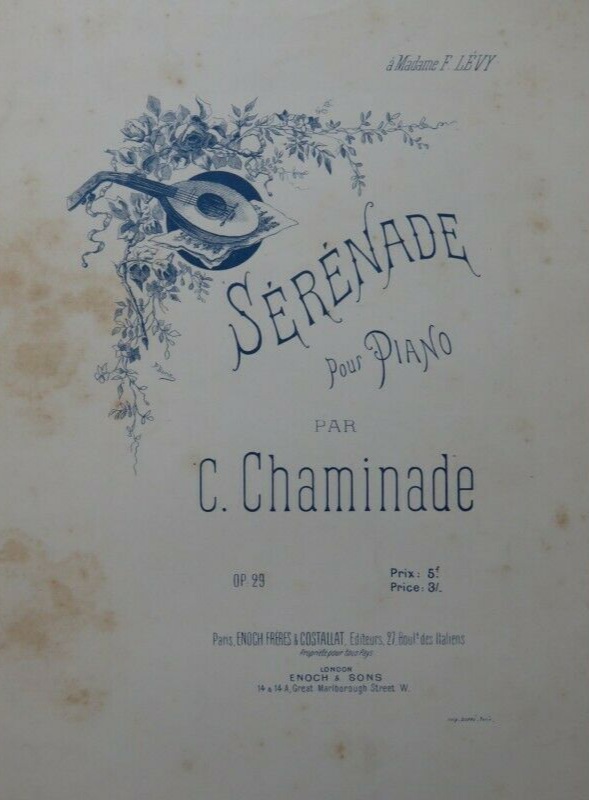 à Madame F. LÉVY
SÉRÉNADE
pour PIANO
PAR
C. Chaminade
OP. 29
Prix: 5f
Price: 3/-
Paris, ENOCH FRÈRES & COSTALLAT, Editeurs, 27, Boulᵈ des Italiens
Propriété pour tous Pays
LONDON
ENOCH & SONS
14 & 14 A, Great Marlborough Street W.